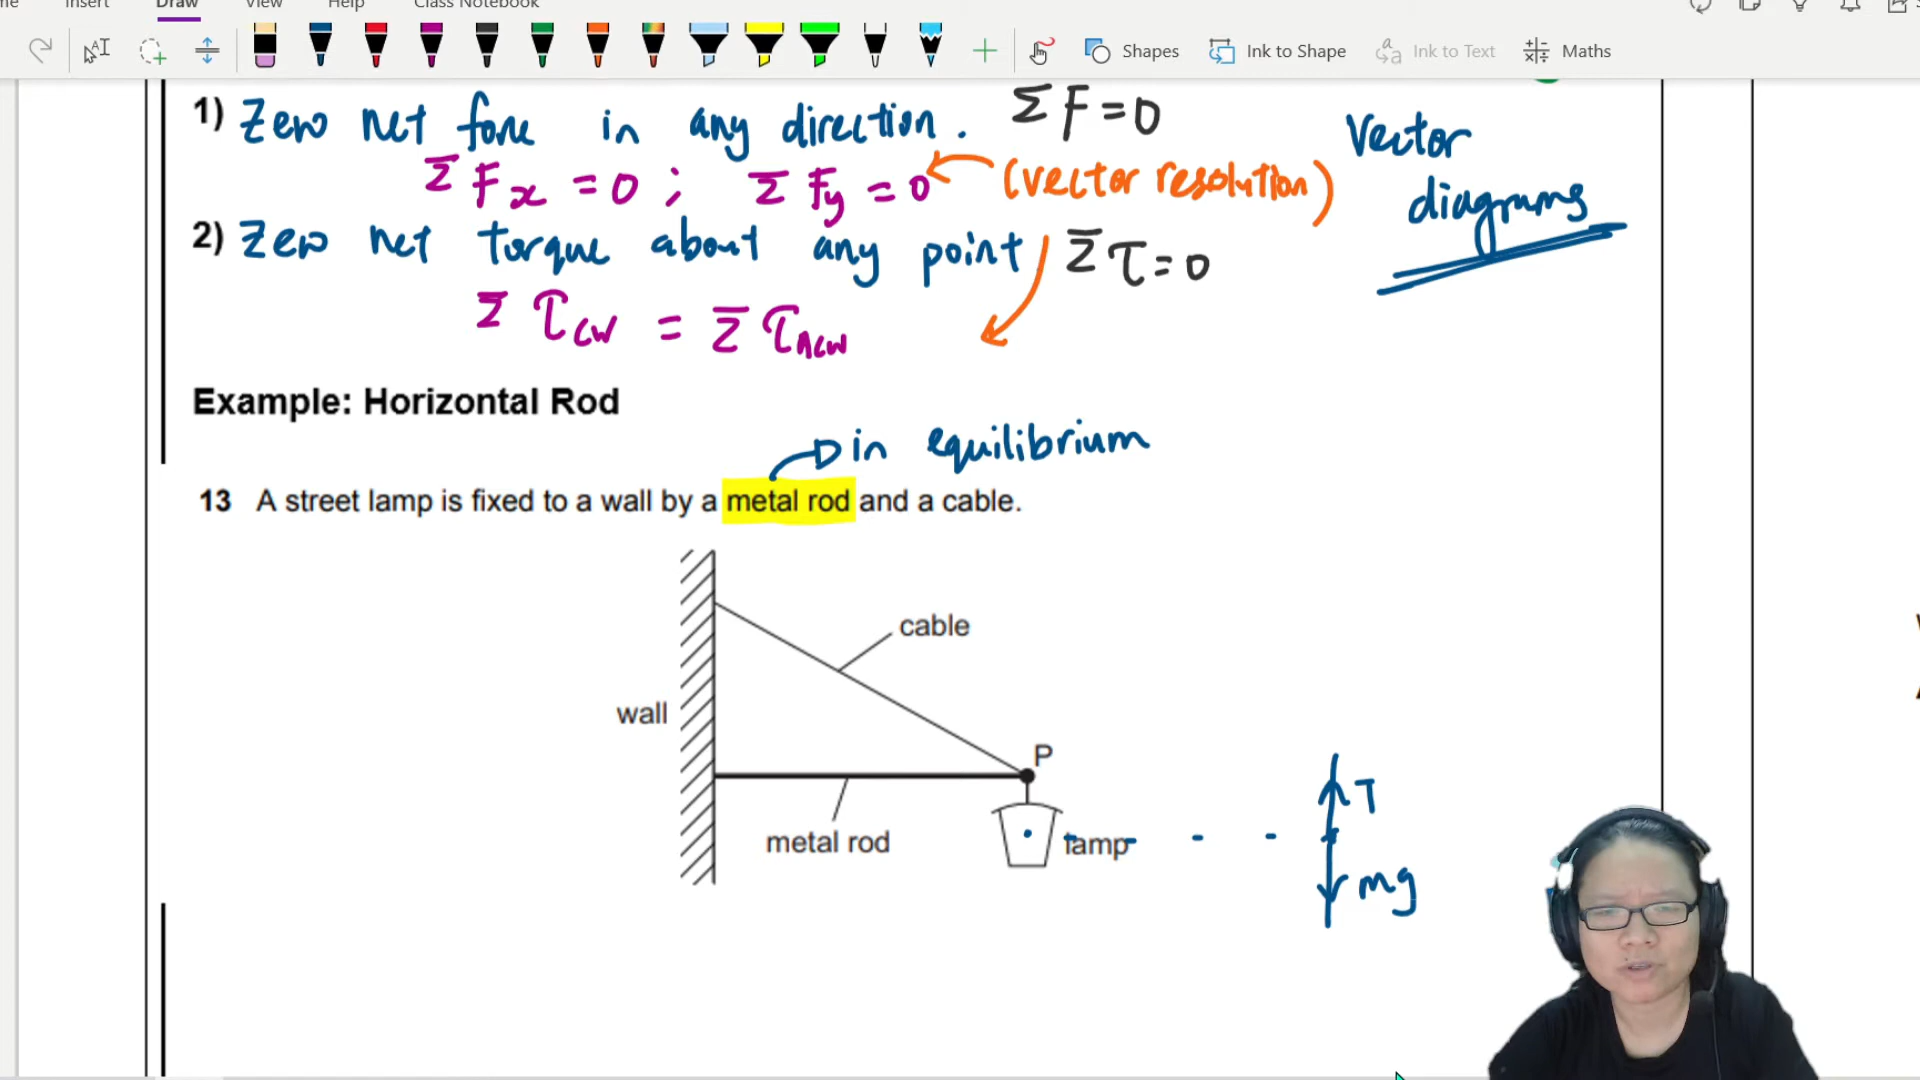 Insert Draw View Help Class Notebook
Shapes Ink to Shape Ink to Text Maths
1) Zero net force in any direction. ΣF = 0
Vector diagrams
ΣFx = 0 ; ΣFy = 0 (vector resolution)
2) Zero net torque about any point Στ = 0
Στcw = Στacw
Example: Horizontal Rod
in equilibrium
13 A street lamp is fixed to a wall by a metal rod and a cable.
cable
wall
P
T
metal rod
lamp
mg